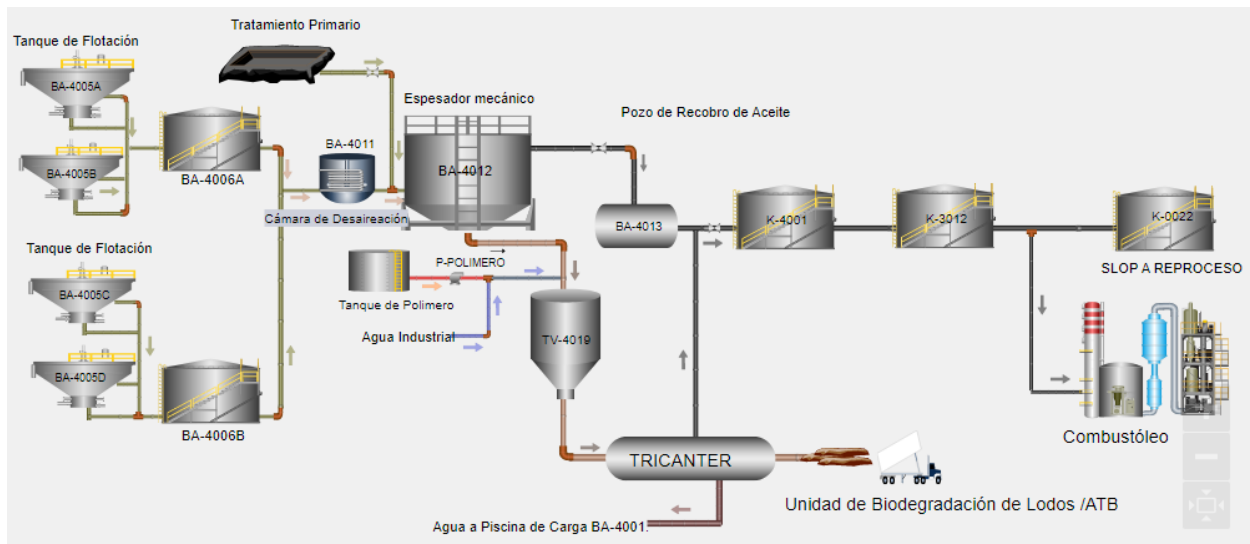 Tratamiento Primario
Tanque de Flotación
BA-4005A
BA-4005B
BA-4006A
BA-4011
Cámara de Desaireación
Espesador mecánico
BA-4012
Pozo de Recobro de Aceite
BA-4013
K-4001
K-3012
K-0022
SLOP A REPROCESO
Tanque de Flotación
BA-4005C
BA-4005D
BA-4006B
P-POLIMERO
Tanque de Polimero
Agua Industrial
TV-4019
Combustóleo
TRICANTER
Unidad de Biodegradación de Lodos /ATB
Agua a Piscina de Carga BA-4001.